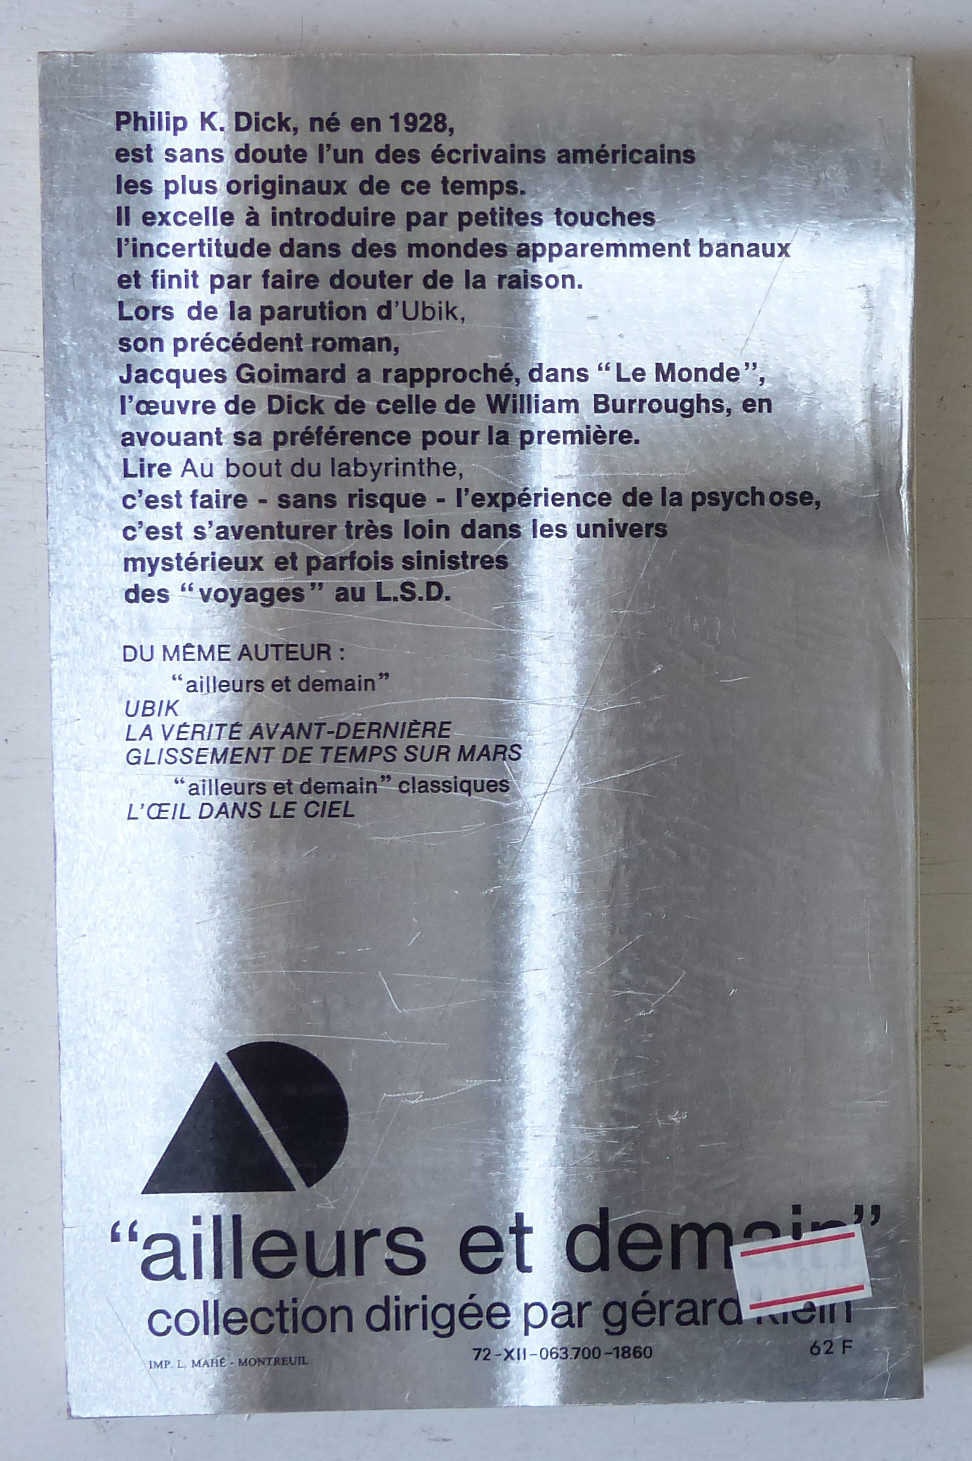 Philip K. Dick, né en 1928,
est sans doute l'un des écrivains américains
les plus originaux de ce temps.
Il excelle à introduire par petites touches
l'incertitude dans des mondes apparemment banaux
et finit par faire douter de la raison.
Lors de la parution d'Ubik,
son précédent roman,
Jacques Goimard a rapproché, dans “Le Monde”,
l'œuvre de Dick de celle de William Burroughs, en
avouant sa préférence pour la première.
Lire Au bout du labyrinthe,
c'est faire - sans risque - l'expérience de la psychose,
c'est s'aventurer très loin dans les univers
mystérieux et parfois sinistres
des “voyages” au L.S.D.
DU MÊME AUTEUR :
“ailleurs et demain”
UBIK
LA VÉRITÉ AVANT-DERNIÈRE
GLISSEMENT DE TEMPS SUR MARS
“ailleurs et demain” classiques
L'ŒIL DANS LE CIEL
“ailleurs et demain”
collection dirigée par gérard klein
IMP. L. MAHÉ - MONTREUIL
72-XII-063.700-1860
62 F